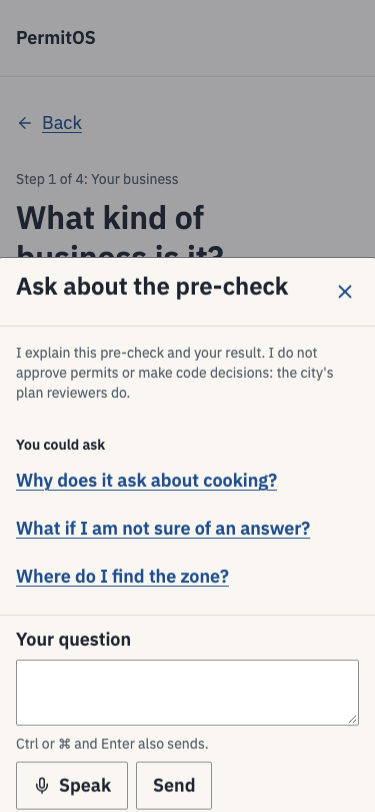 PermitOS
← Back
Step 1 of 4: Your business
What kind of
business is it?
Ask about the pre-check
I explain this pre-check and your result. I do not
approve permits or make code decisions: the city's
plan reviewers do.
You could ask
Why does it ask about cooking?
What if I am not sure of an answer?
Where do I find the zone?
Your question
Ctrl or ⌘ and Enter also sends.
Speak
Send